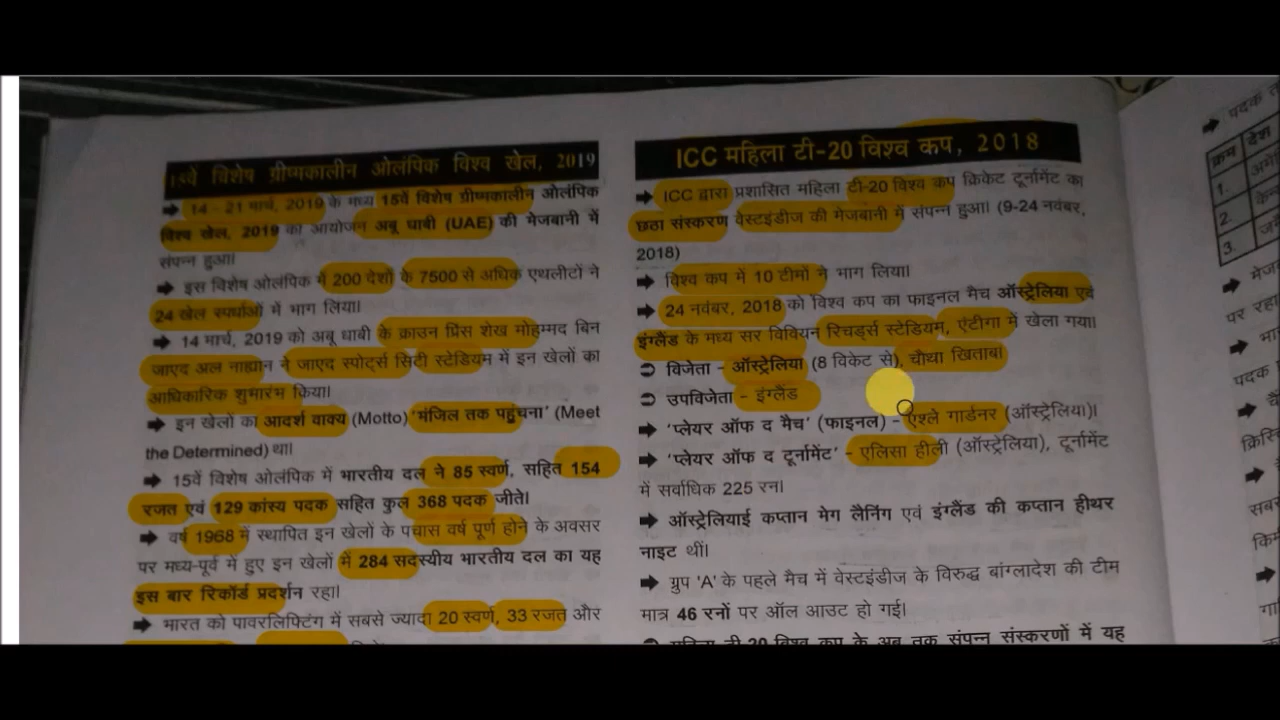 15वें विशेष ग्रीष्मकालीन ओलंपिक विश्व खेल, 2019
➡ 14 - 21 मार्च, 2019 के मध्य 15वें विशेष ग्रीष्मकालीन ओलंपिक
विश्व खेल, 2019 का आयोजन अबू धाबी (UAE) की मेजबानी में
संपन्न हुआ।
➡ इस विशेष ओलंपिक में 200 देशों के 7500 से अधिक एथलीटों ने
24 खेल स्पर्धाओं में भाग लिया।
➡ 14 मार्च, 2019 को अबू धाबी के क्राउन प्रिंस शेख मोहम्मद बिन
जाएद अल नाह्यान ने जाएद स्पोर्ट्स सिटी स्टेडियम में इन खेलों का
आधिकारिक शुभारंभ किया।
➡ इन खेलों का आदर्श वाक्य (Motto) 'मंजिल तक पहुंचना' (Meet
the Determined) था।
➡ 15वें विशेष ओलंपिक में भारतीय दल ने 85 स्वर्ण, सहित 154
रजत एवं 129 कांस्य पदक सहित कुल 368 पदक जीते।
➡ वर्ष 1968 में स्थापित इन खेलों के पचास वर्ष पूर्ण होने के अवसर
पर मध्य-पूर्व में हुए इन खेलों में 284 सदस्यीय भारतीय दल का यह
इस बार रिकॉर्ड प्रदर्शन रहा।
➡ भारत को पावरलिफ्टिंग में सबसे ज्यादा 20 स्वर्ण, 33 रजत और
ICC महिला टी-20 विश्व कप, 2018
➡ ICC द्वारा प्रशासित महिला टी-20 विश्व कप क्रिकेट टूर्नामेंट का
छठा संस्करण वेस्टइंडीज की मेजबानी में संपन्न हुआ। (9-24 नवंबर,
2018)
➡ विश्व कप में 10 टीमों ने भाग लिया।
➡ 24 नवंबर, 2018 को विश्व कप का फाइनल मैच ऑस्ट्रेलिया एवं
इंग्लैंड के मध्य सर विवियन रिचर्ड्स स्टेडियम, एंटीगा में खेला गया।
➲ विजेता - ऑस्ट्रेलिया (8 विकेट से), चौथा खिताब।
➲ उपविजेता - इंग्लैंड
➡ 'प्लेयर ऑफ द मैच' (फाइनल) - एश्ले गार्डनर (ऑस्ट्रेलिया)।
➡ 'प्लेयर ऑफ द टूर्नामेंट' - एलिसा हीली (ऑस्ट्रेलिया), टूर्नामेंट
में सर्वाधिक 225 रन।
➡ ऑस्ट्रेलियाई कप्तान मेग लैनिंग एवं इंग्लैंड की कप्तान हीथर
नाइट थीं।
➡ ग्रुप 'A' के पहले मैच में वेस्टइंडीज के विरुद्ध बांग्लादेश की टीम
मात्र 46 रनों पर ऑल आउट हो गई।
➲ महिला टी-20 विश्व कप के अब तक संपन्न संस्करणों में यह
➡ पदक
क्रम देश
1.
2.
3.
➡ मेज
पर रहा
पदक